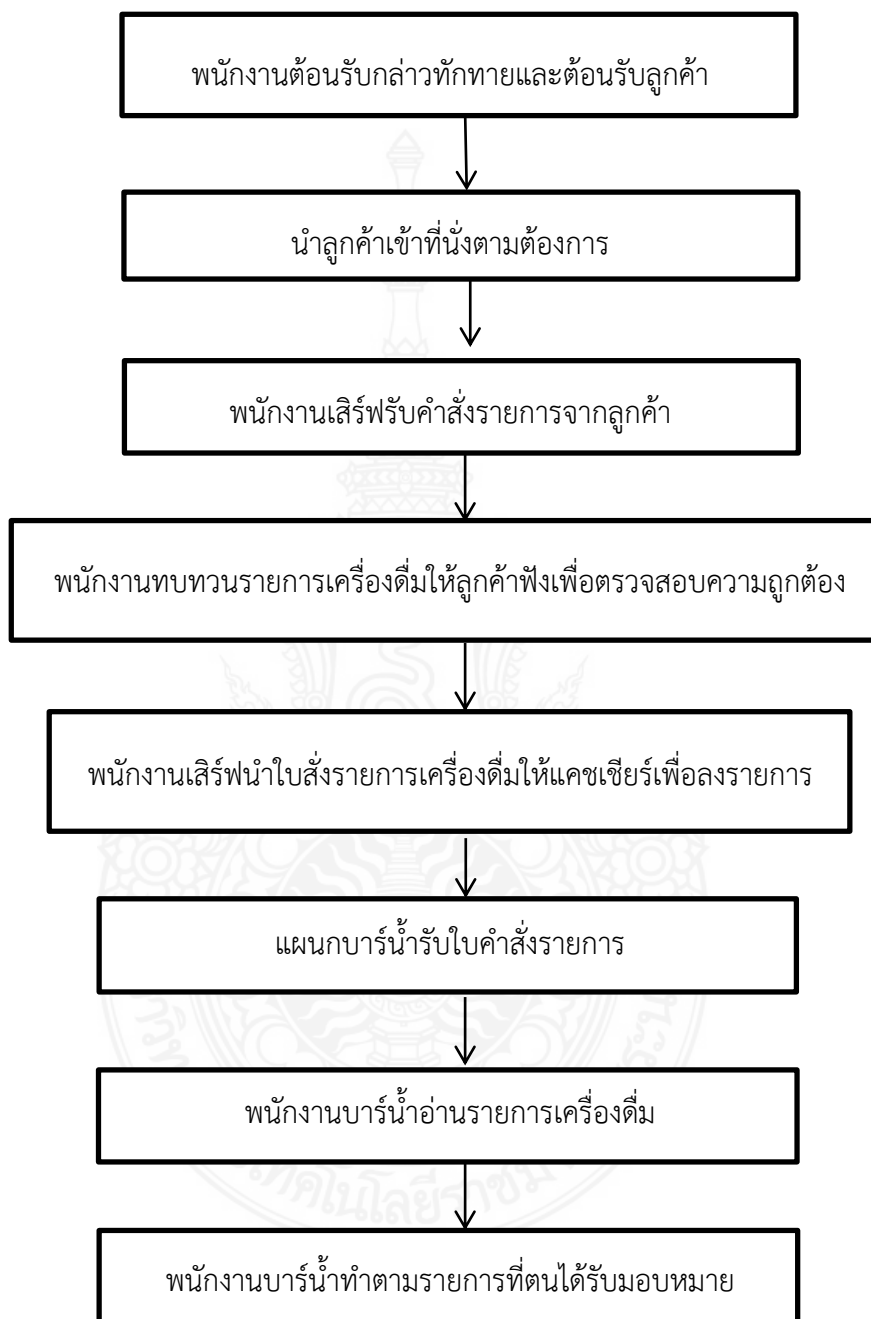 พนักงานต้อนรับกล่าวทักทายและต้อนรับลูกค้า
นำลูกค้าเข้าที่นั่งตามต้องการ
พนักงานเสิร์ฟรับคำสั่งรายการจากลูกค้า
พนักงานทบทวนรายการเครื่องดื่มให้ลูกค้าฟังเพื่อตรวจสอบความถูกต้อง
พนักงานเสิร์ฟนำใบสั่งรายการเครื่องดื่มให้แคชเชียร์เพื่อลงรายการ
แผนกบาร์น้ำรับใบคำสั่งรายการ
พนักงานบาร์น้ำอ่านรายการเครื่องดื่ม
พนักงานบาร์น้ำทำตามรายการที่ตนได้รับมอบหมาย